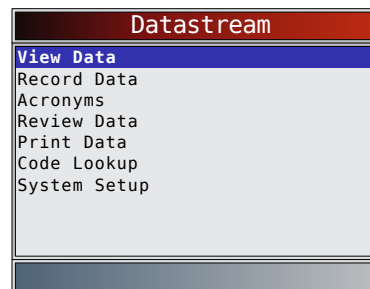 Datastream
View Data
Record Data
Acronyms
Review Data
Print Data
Code Lookup
System Setup